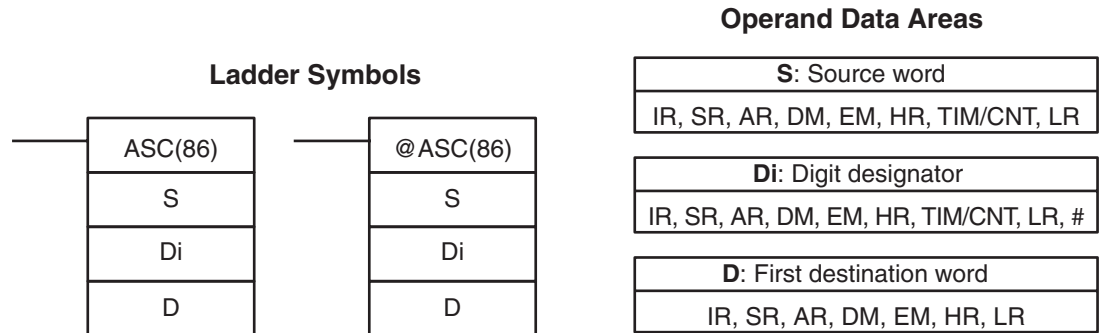 Ladder Symbols
ASC(86)
S
Di
D
@ASC(86)
S
Di
D
Operand Data Areas
S: Source word
IR, SR, AR, DM, EM, HR, TIM/CNT, LR
Di: Digit designator
IR, SR, AR, DM, EM, HR, TIM/CNT, LR, #
D: First destination word
IR, SR, AR, DM, EM, HR, LR